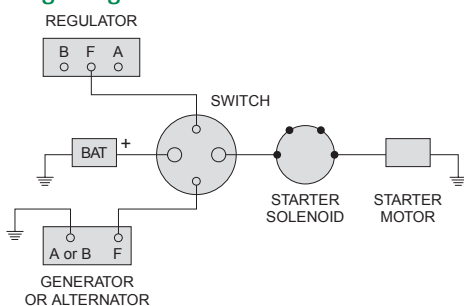 REGULATOR
B F A
SWITCH
BAT +
STARTER
SOLENOID
STARTER
MOTOR
A or B F
GENERATOR
OR ALTERNATOR